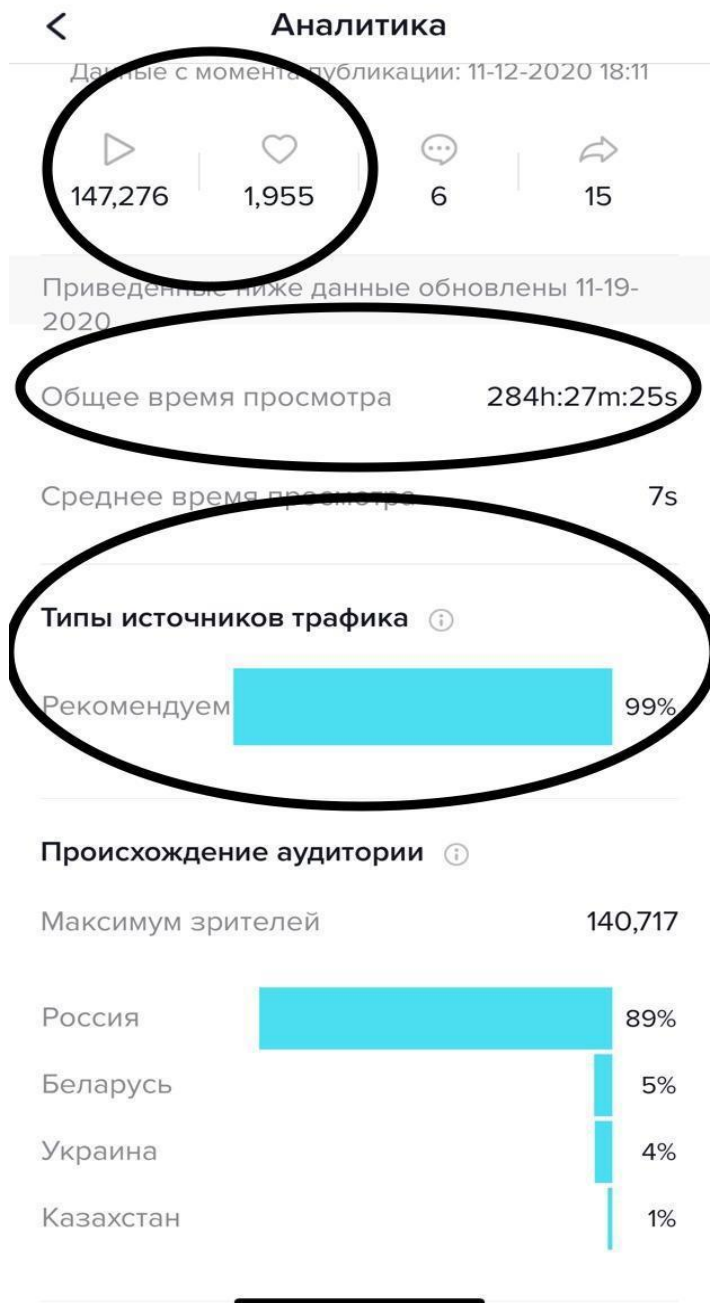 Аналитика
Данные с момента публикации: 11-12-2020 18:11
147,276 1,955 6 15
Приведенные ниже данные обновлены 11-19-
2020
Общее время просмотра 284h:27m:25s
Среднее время просмотра 7s
Типы источников трафика
Рекомендуем 99%
Происхождение аудитории
Максимум зрителей 140,717
Россия 89%
Беларусь 5%
Украина 4%
Казахстан 1%